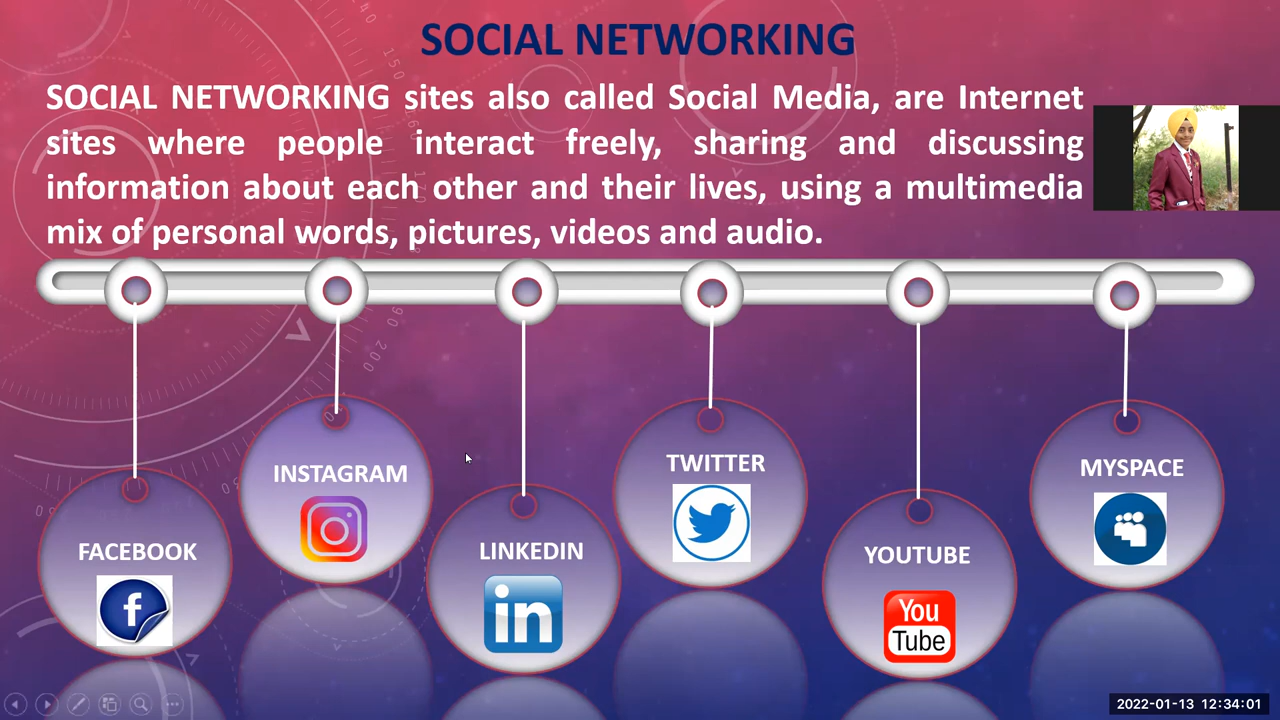 SOCIAL NETWORKING
SOCIAL NETWORKING sites also called Social Media, are Internet
sites where people interact freely, sharing and discussing
information about each other and their lives, using a multimedia
mix of personal words, pictures, videos and audio.
FACEBOOK
f
INSTAGRAM
LINKEDIN
in
TWITTER
YOUTUBE
You
Tube
MYSPACE
2022-01-13 12:34:01